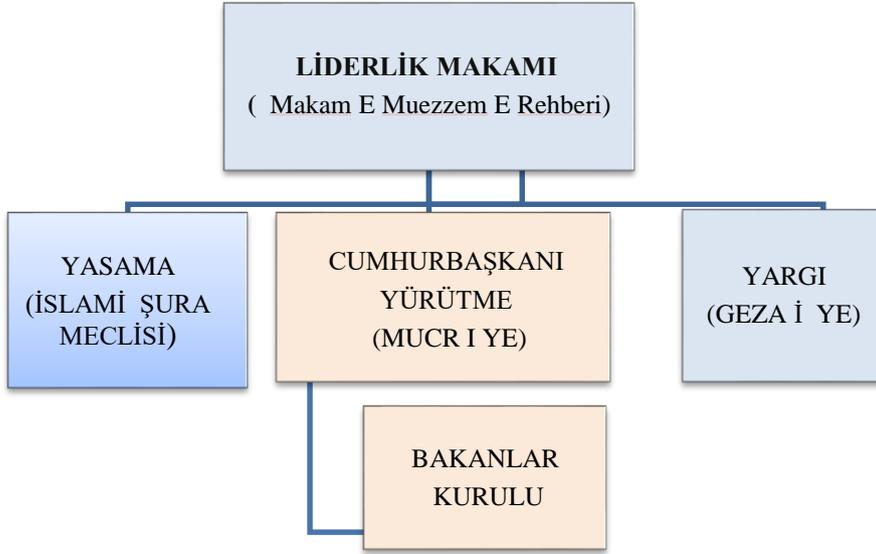 LİDERLİK MAKAMI
( Makam E Muezzem E Rehberi)
YASAMA
(İSLAMİ ŞURA
MECLİSİ)
CUMHURBAŞKANI
YÜRÜTME
(MUCR I YE)
YARGI
(GEZA İ YE)
BAKANLAR
KURULU